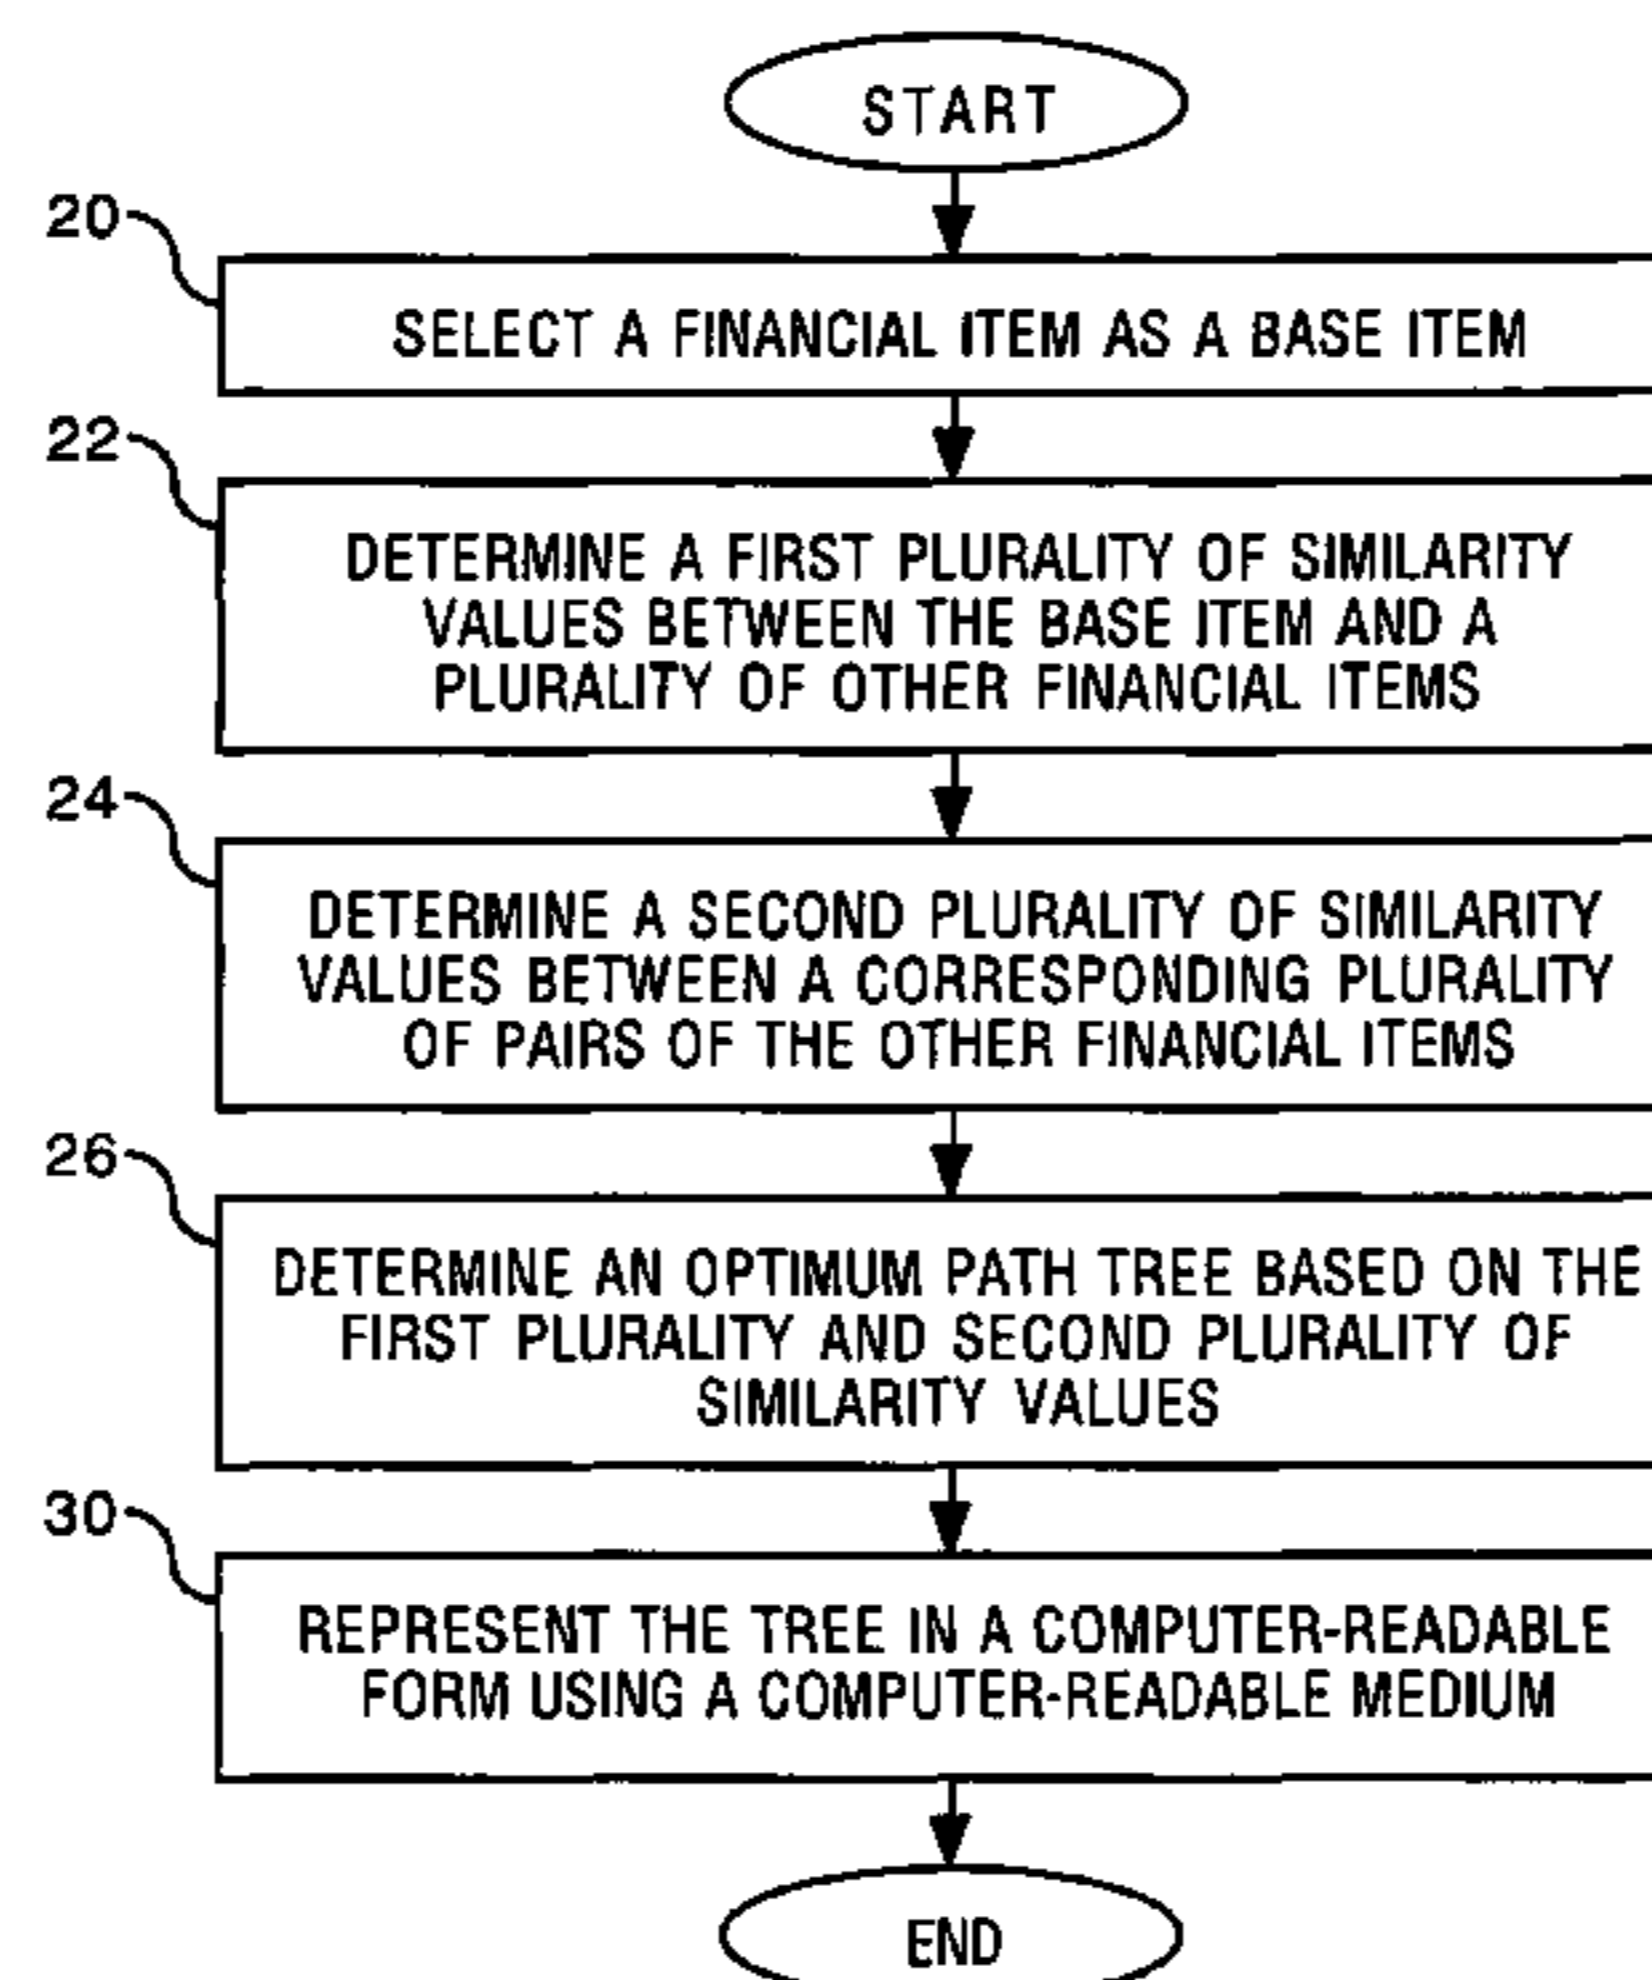 START
20
SELECT A FINANCIAL ITEM AS A BASE ITEM
22
DETERMINE A FIRST PLURALITY OF SIMILARITY
VALUES BETWEEN THE BASE ITEM AND A
PLURALITY OF OTHER FINANCIAL ITEMS
24
DETERMINE A SECOND PLURALITY OF SIMILARITY
VALUES BETWEEN A CORRESPONDING PLURALITY
OF PAIRS OF THE OTHER FINANCIAL ITEMS
26
DETERMINE AN OPTIMUM PATH TREE BASED ON THE
FIRST PLURALITY AND SECOND PLURALITY OF
SIMILARITY VALUES
30
REPRESENT THE TREE IN A COMPUTER-READABLE
FORM USING A COMPUTER-READABLE MEDIUM
END